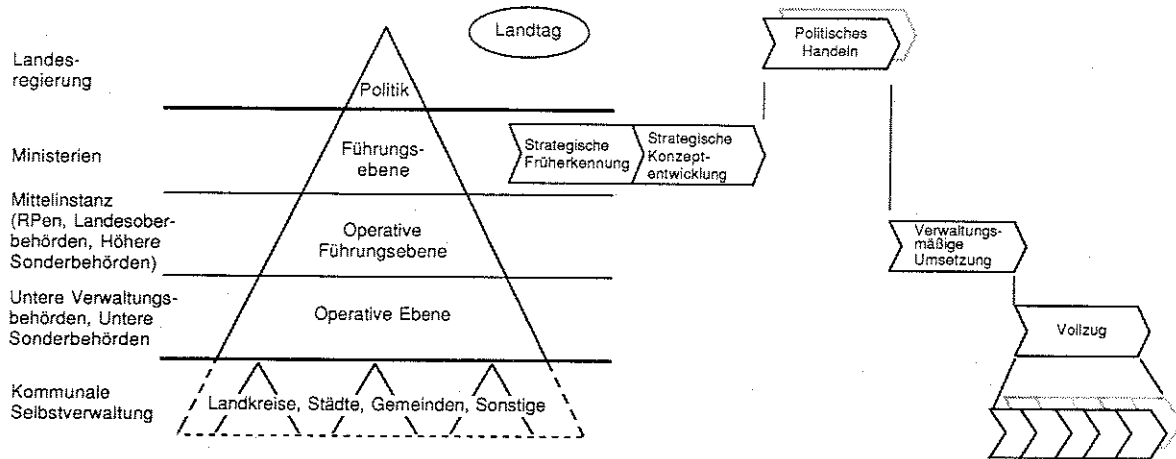 Landtag
Politisches
Handeln
Landes-
regierung
Politik
Ministerien
Führungs-
ebene
Strategische
Früherkennung
Strategische
Konzept-
entwicklung
Mittelinstanz
(RPen, Landesober-
behörden, Höhere
Sonderbehörden)
Operative
Führungsebene
Verwaltungs-
mäßige
Umsetzung
Untere Verwaltungs-
behörden, Untere
Sonderbehörden
Operative Ebene
Vollzug
Kommunale
Selbstverwaltung
Landkreise, Städte, Gemeinden, Sonstige